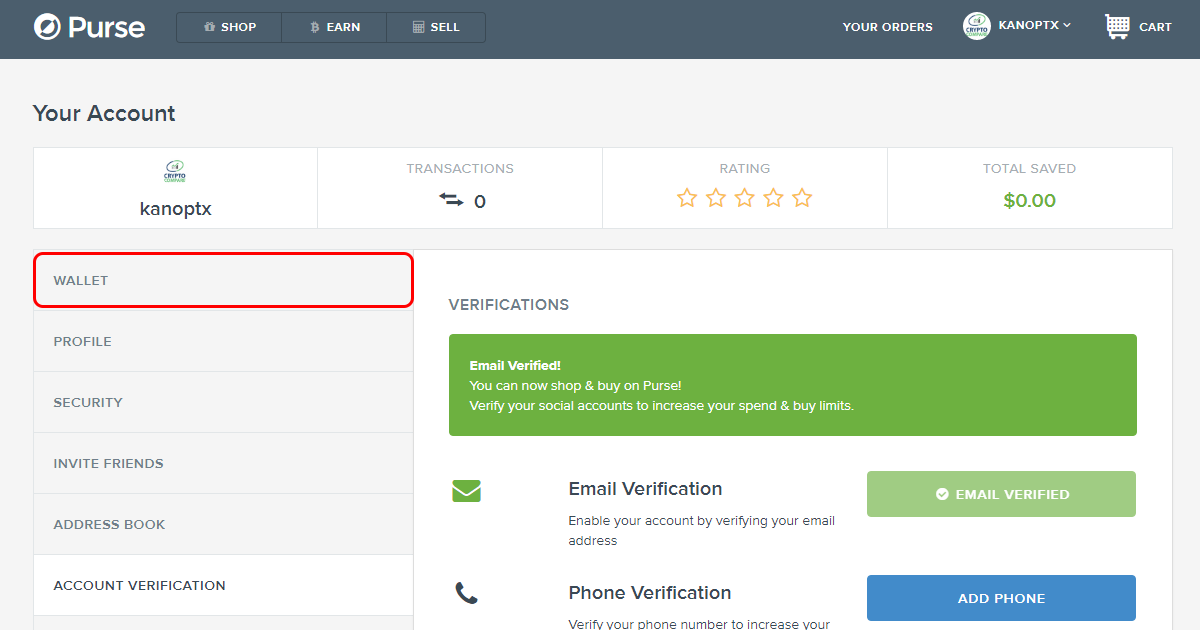 Purse
SHOP
EARN
SELL
YOUR ORDERS
CRYPTO
KANOPTX
CART
Your Account
CRYPTO
COMPARE
kanoptx
TRANSACTIONS
0
RATING
TOTAL SAVED
$0.00
WALLET
PROFILE
SECURITY
INVITE FRIENDS
ADDRESS BOOK
ACCOUNT VERIFICATION
VERIFICATIONS
Email Verified!
You can now shop & buy on Purse!
Verify your social accounts to increase your spend & buy limits.
Email Verification
Enable your account by verifying your email
address
EMAIL VERIFIED
Phone Verification
Verify your phone number to increase your
ADD PHONE